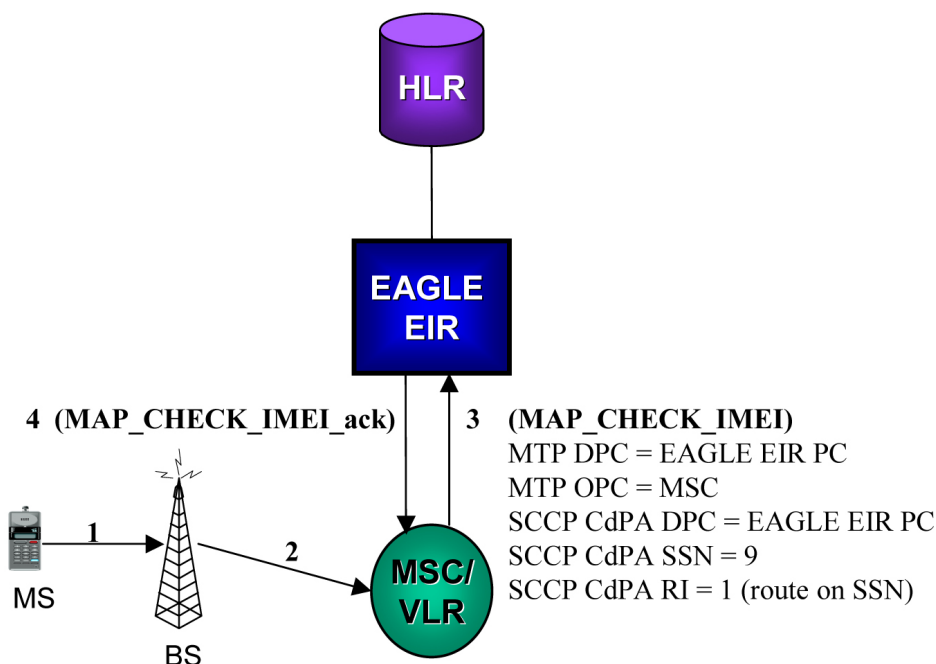 HLR
EAGLE
EIR
4 (MAP_CHECK_IMEI_ack)
3 (MAP_CHECK_IMEI)
MTP DPC = EAGLE EIR PC
MTP OPC = MSC
SCCP CdPA DPC = EAGLE EIR PC
SCCP CdPA SSN = 9
SCCP CdPA RI = 1 (route on SSN)
1
2
MSC/
VLR
MS
BS